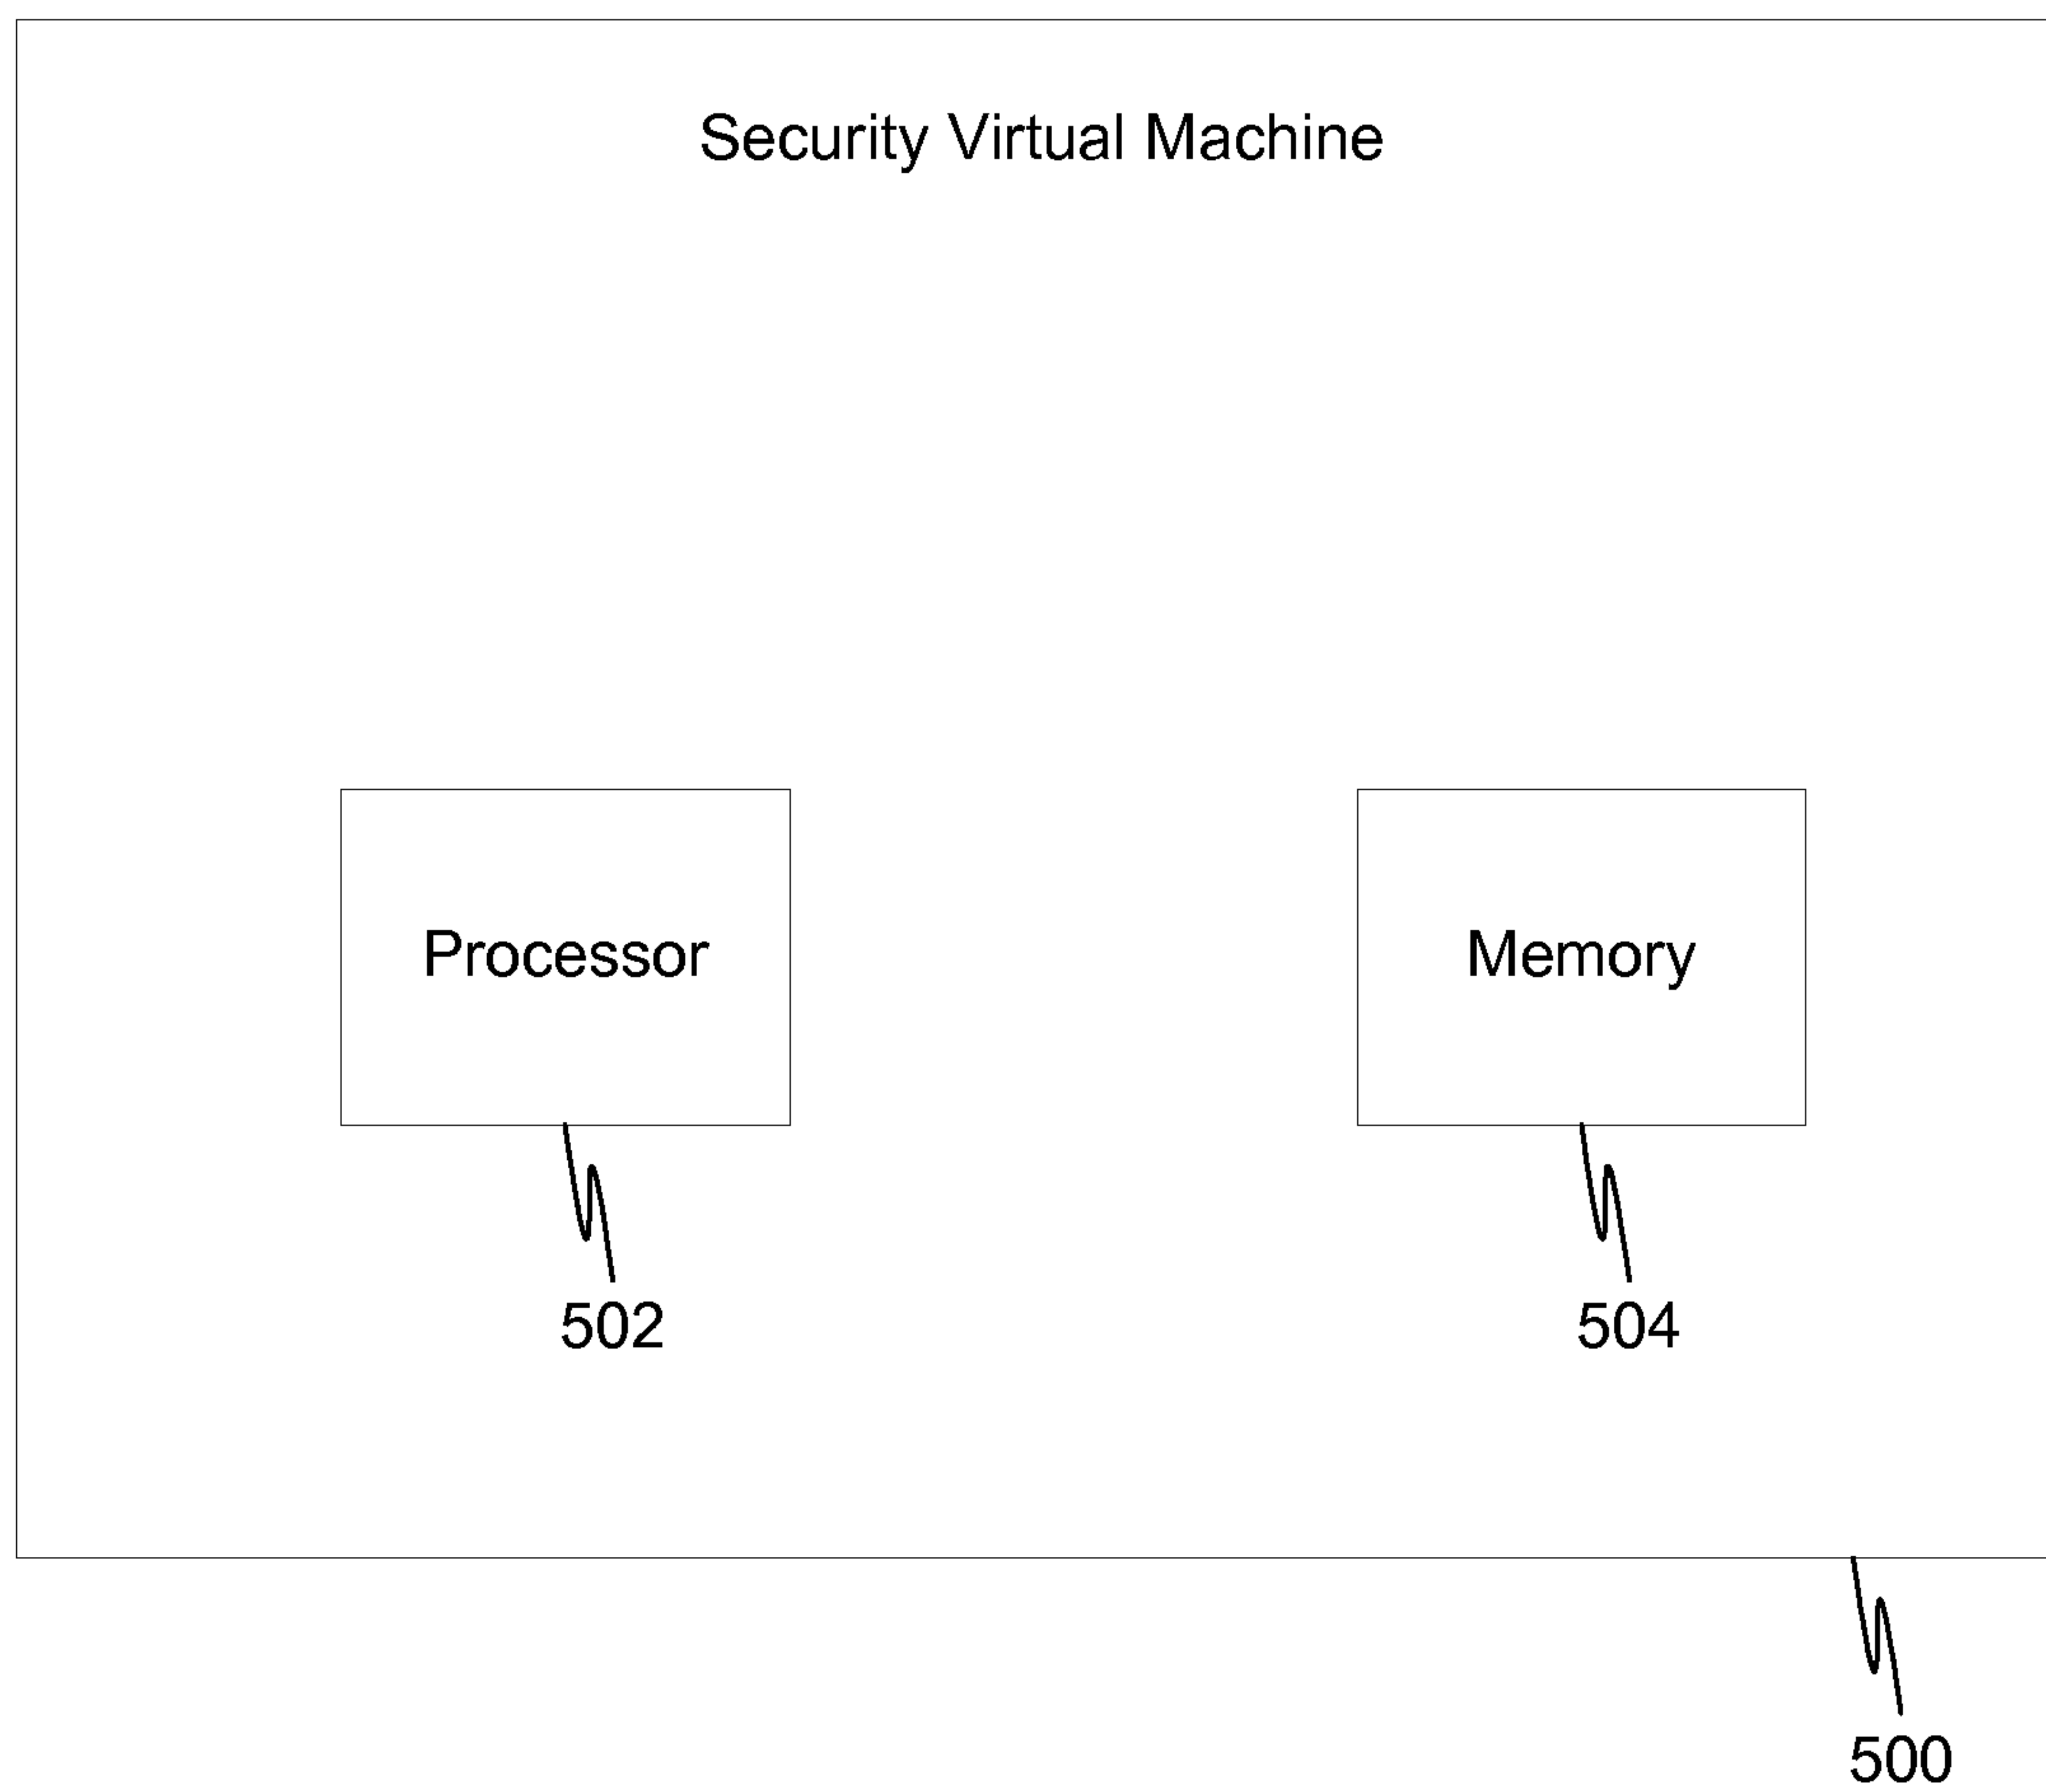 Security Virtual Machine
Processor
Memory
502
504
500